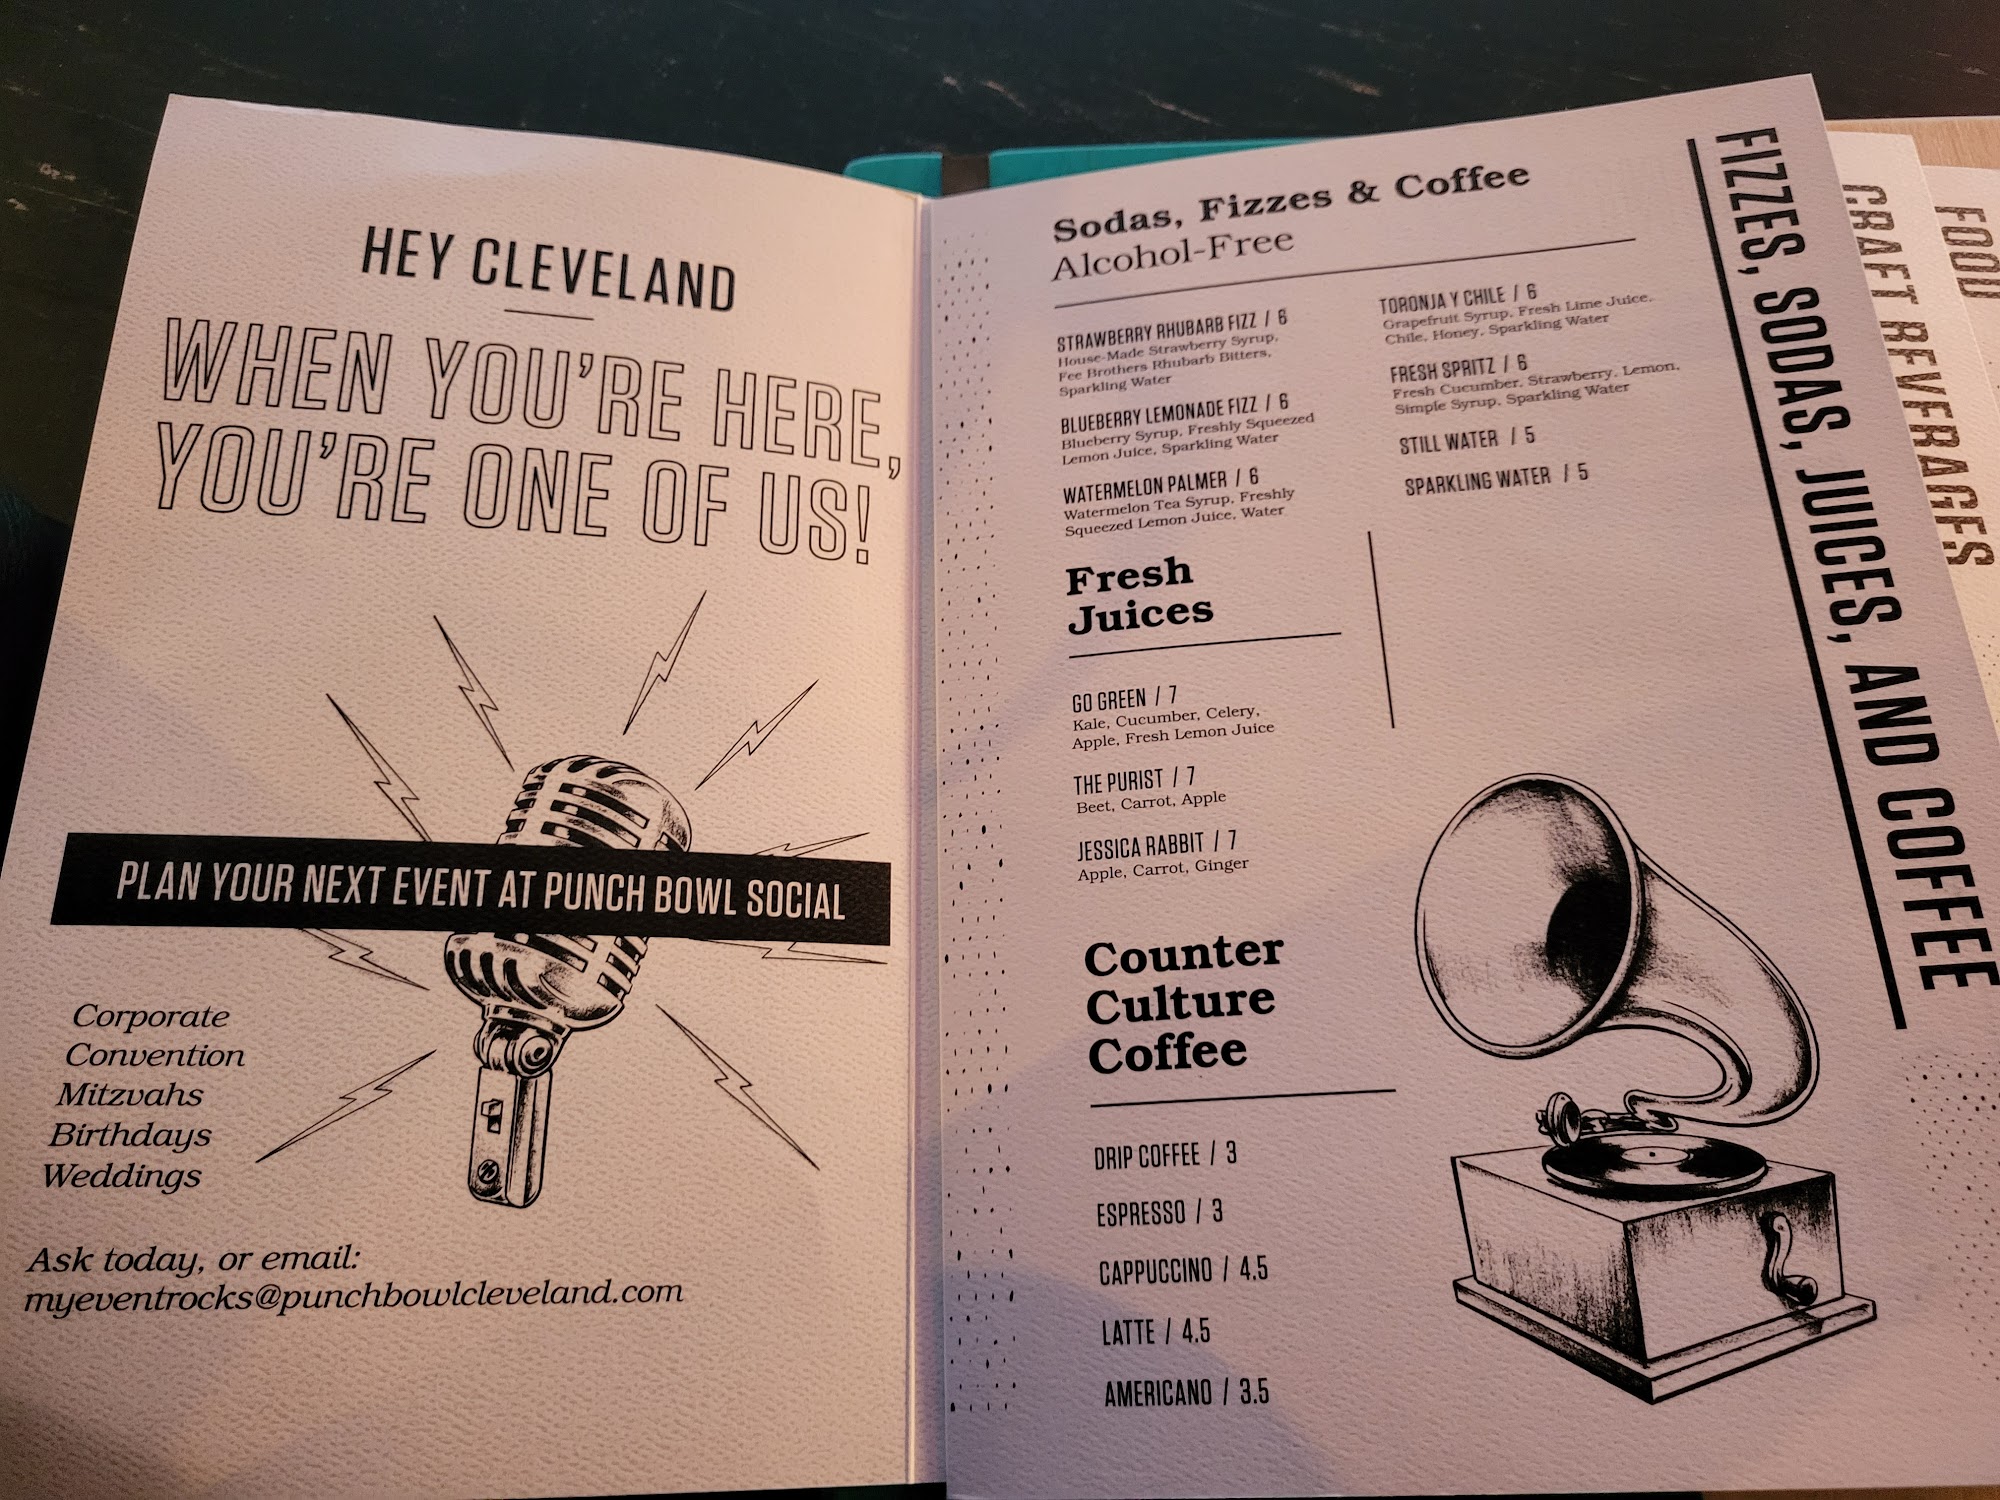 HEY CLEVELAND
WHEN YOU'RE HERE,
YOU'RE ONE OF US!
PLAN YOUR NEXT EVENT AT PUNCH BOWL SOCIAL
Corporate
Convention
Mitzvahs
Birthdays
Weddings
Ask today, or email:
myeventrocks@punchbowlcleveland.com
Sodas, Fizzes & Coffee
Alcohol-Free
STRAWBERRY RHUBARB FIZZ / 6
House-Made Strawberry Syrup,
Fee Brothers Rhubarb Bitters,
Sparkling Water
BLUEBERRY LEMONADE FIZZ / 6
Blueberry Syrup, Freshly Squeezed
Lemon Juice, Sparkling Water
WATERMELON PALMER / 6
Watermelon Tea Syrup, Freshly
Squeezed Lemon Juice, Water
TORONJA Y CHILE / 6
Grapefruit Syrup, Fresh Lime Juice,
Chile, Honey, Sparkling Water
FRESH SPRITZ / 6
Fresh Cucumber, Strawberry, Lemon,
Simple Syrup, Sparkling Water
STILL WATER / 5
SPARKLING WATER / 5
Fresh
Juices
GO GREEN / 7
Kale, Cucumber, Celery,
Apple, Fresh Lemon Juice
THE PURIST / 7
Beet, Carrot, Apple
JESSICA RABBIT / 7
Apple, Carrot, Ginger
Counter
Culture
Coffee
DRIP COFFEE / 3
ESPRESSO / 3
CAPPUCCINO / 4.5
LATTE / 4.5
AMERICANO / 3.5
FIZZES, SODAS, JUICES, AND COFFEE
CRAFT BEVERAGES
FOOD